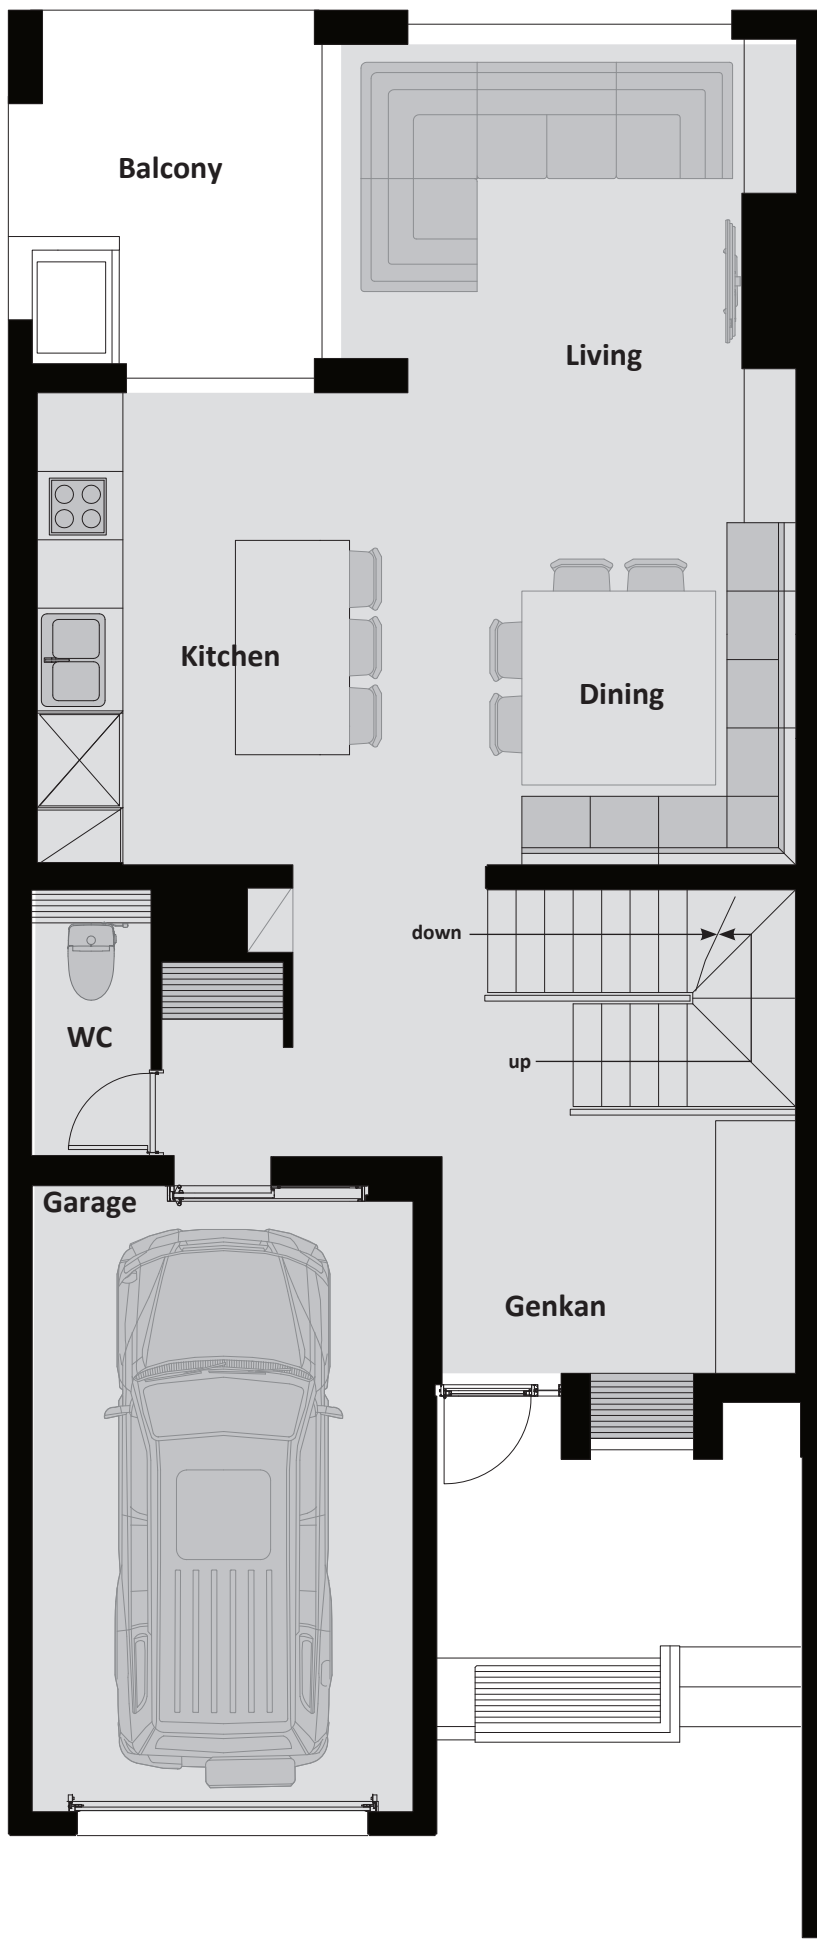 Balcony
Living
Kitchen
Dining
down
WC
up
Garage
Genkan